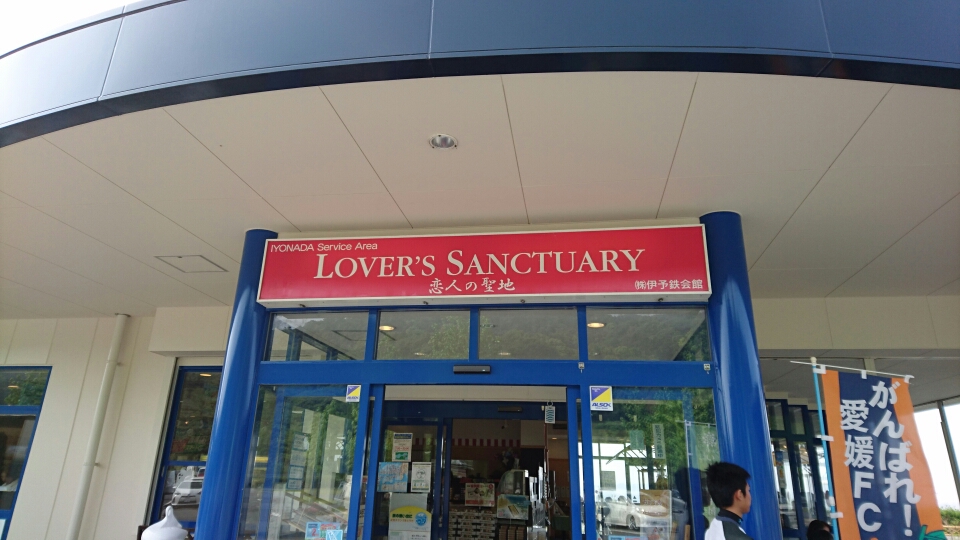 IYONADA Service Area
LOVER'S SANCTUARY
恋人の聖地
㈱伊予鉄会館
ALSOK
ALSOK
がんばれ!
愛媛FC